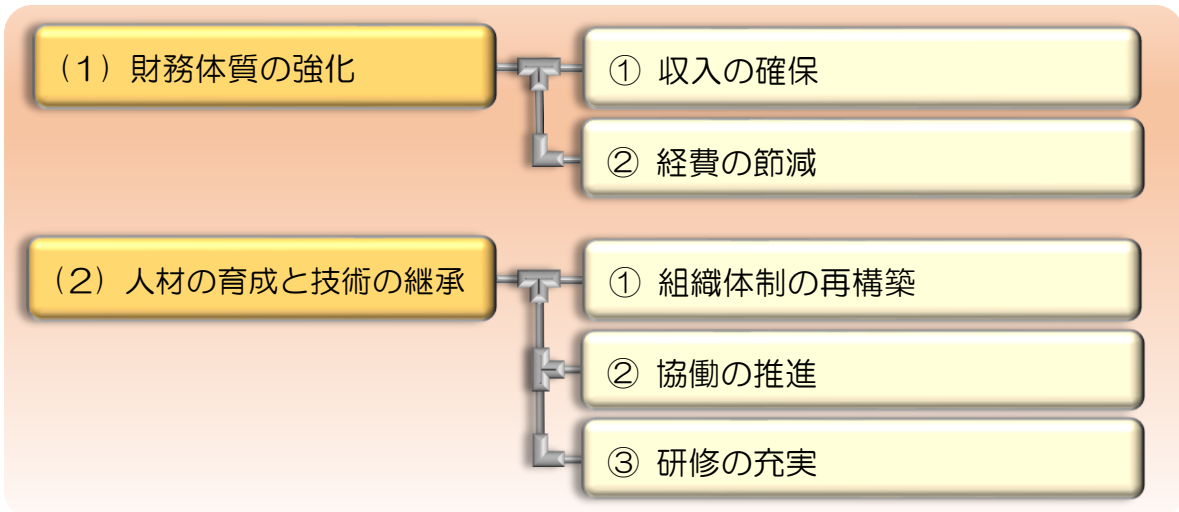 （1）財務体質の強化
① 収入の確保
② 経費の節減
（2）人材の育成と技術の継承
① 組織体制の再構築
② 協働の推進
③ 研修の充実